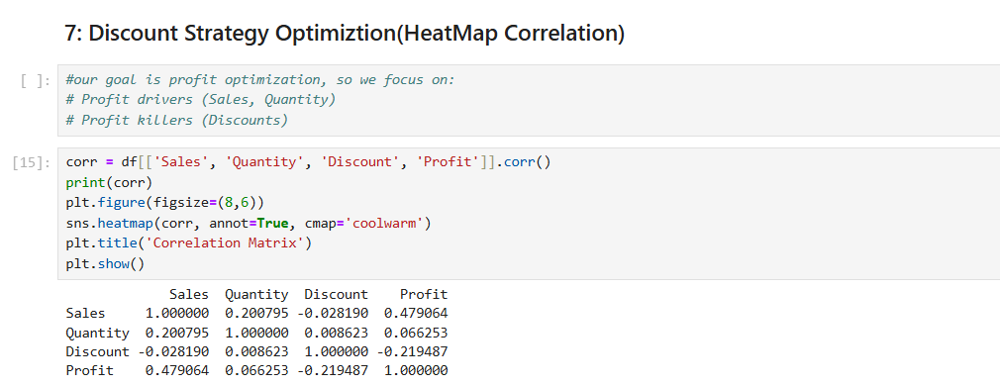 7: Discount Strategy Optimiztion(HeatMap Correlation)
[ ]: #our goal is profit optimization, so we focus on:
# Profit drivers (Sales, Quantity)
# Profit killers (Discounts)
[15]: corr = df[['Sales', 'Quantity', 'Discount', 'Profit']].corr()
print(corr)
plt.figure(figsize=(8,6))
sns.heatmap(corr, annot=True, cmap='coolwarm')
plt.title('Correlation Matrix')
plt.show()
Sales Quantity Discount Profit
Sales 1.000000 0.200795 -0.028190 0.479064
Quantity 0.200795 1.000000 0.008623 0.066253
Discount -0.028190 0.008623 1.000000 -0.219487
Profit 0.479064 0.066253 -0.219487 1.000000